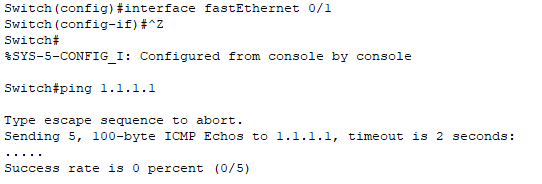 Switch(config)#interface fastEthernet 0/1
Switch(config-if)#^Z
Switch#
%SYS-5-CONFIG_I: Configured from console by console
Switch#ping 1.1.1.1
Type escape sequence to abort.
Sending 5, 100-byte ICMP Echos to 1.1.1.1, timeout is 2 seconds:
.....
Success rate is 0 percent (0/5)